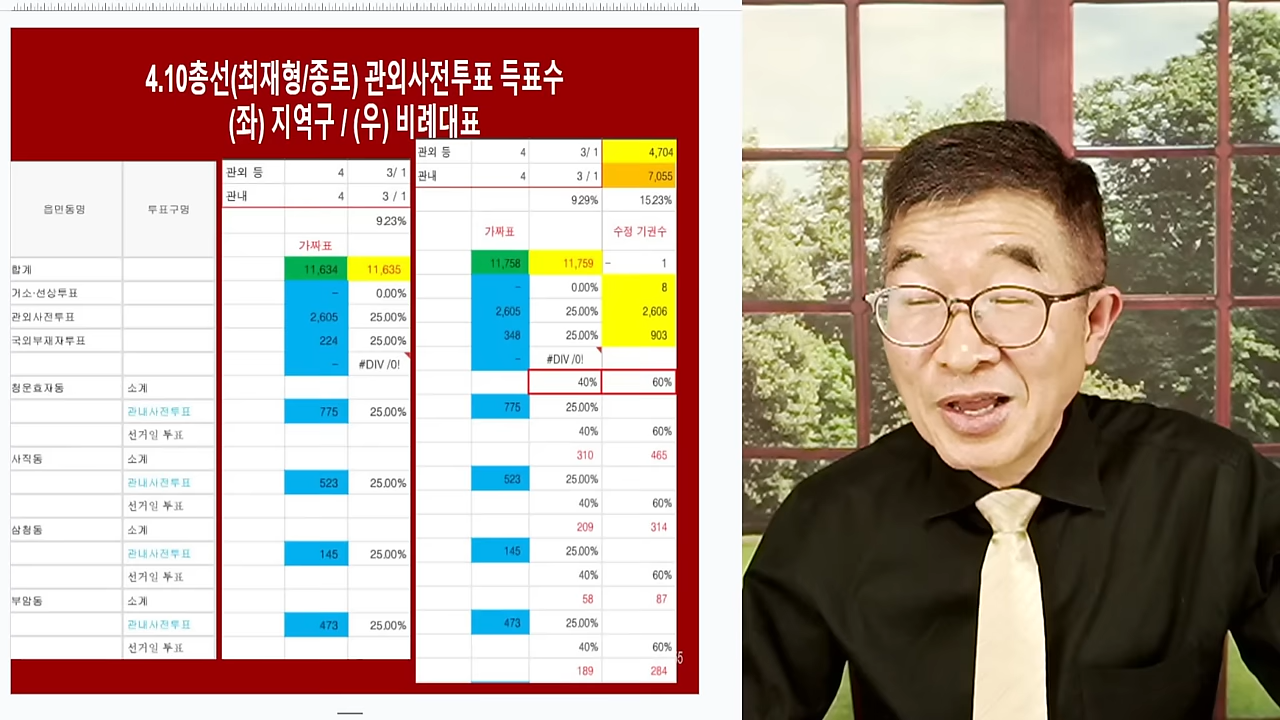 4.10총선(최재형/종로) 관외사전투표 득표수
(좌) 지역구 / (우) 비례대표
읍면동명 투표구명
합계
거소·선상투표
관외사전투표
국외부재자투표
청운효자동 소계
관내사전투표
선거일 투표
사직동 소계
관내사전투표
선거일 투표
삼청동 소계
관내사전투표
선거일 투표
부암동 소계
관내사전투표
선거일 투표
관외 등 4 3/ 1
관내 4 3 / 1
9.23%
가짜표
11,634 11,635
– 0.00%
2,605 25.00%
224 25.00%
– #DIV /0!
775 25.00%
523 25.00%
145 25.00%
473 25.00%
관외 등 4 3/ 1 4,704
관내 4 3 / 1 7,055
9.29% 15.23%
가짜표 수정 기권수
11,758 11,759 – 1
– 0.00% 8
2,605 25.00% 2,606
348 25.00% 903
– #DIV /0!
40% 60%
775 25.00%
40% 60%
310 465
523 25.00%
40% 60%
209 314
145 25.00%
40% 60%
58 87
473 25.00%
40% 60%
189 284